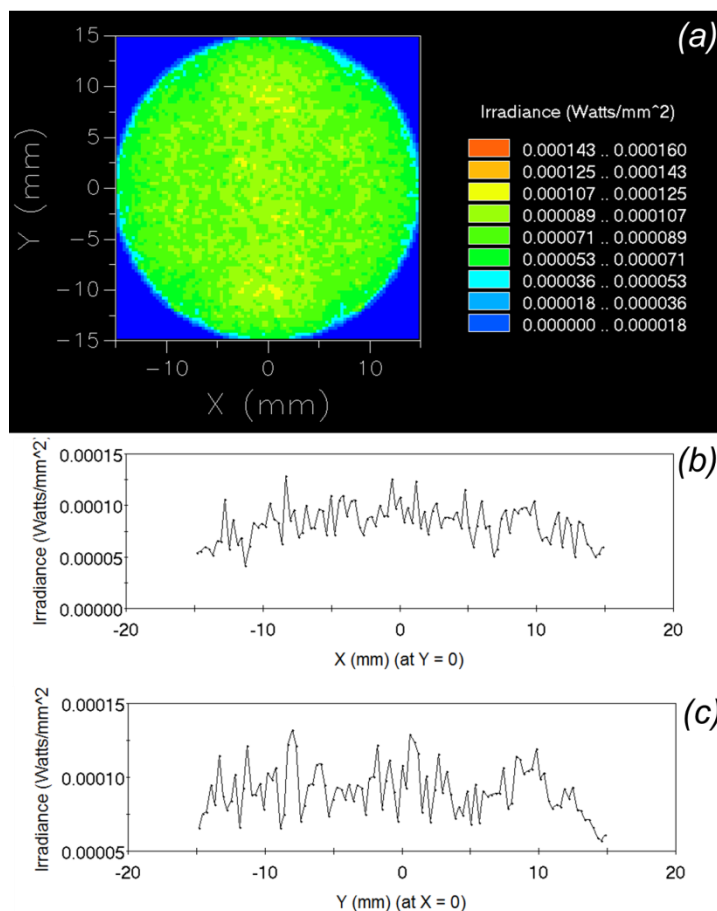 (a)
15
10
5
0
−5
−10
−15
Y (mm)
−10 0 10
X (mm)
Irradiance (Watts/mm^2)
0.000143 .. 0.000160
0.000125 .. 0.000143
0.000107 .. 0.000125
0.000089 .. 0.000107
0.000071 .. 0.000089
0.000053 .. 0.000071
0.000036 .. 0.000053
0.000018 .. 0.000036
0.000000 .. 0.000018
(b)
Irradiance (Watts/mm^2)
0.00015
0.00010
0.00005
0.00000
-20 -10 0 10 20
X (mm) (at Y = 0)
(c)
Irradiance (Watts/mm^2
0.00015
0.00010
0.00005
-20 -10 0 10 20
Y (mm) (at X = 0)